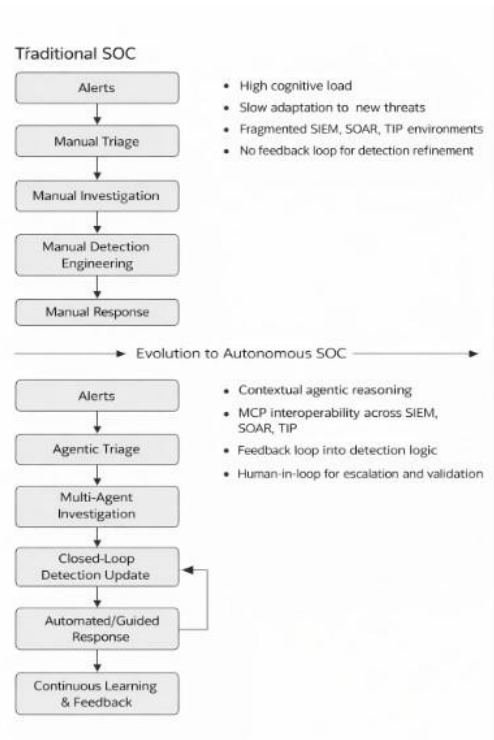 Traditional SOC
Alerts
Manual Triage
Manual Investigation
Manual Detection
Engineering
Manual Response
• High cognitive load
• Slow adaptation to new threats
• Fragmented SIEM, SOAR, TIP environments
• No feedback loop for detection refinement
Evolution to Autonomous SOC
Alerts
Agentic Triage
Multi-Agent
Investigation
Closed-Loop
Detection Update
Automated/Guided
Response
Continuous Learning
& Feedback
• Contextual agentic reasoning
• MCP interoperability across SIEM,
SOAR, TIP
• Feedback loop into detection logic
• Human-in-loop for escalation and validation